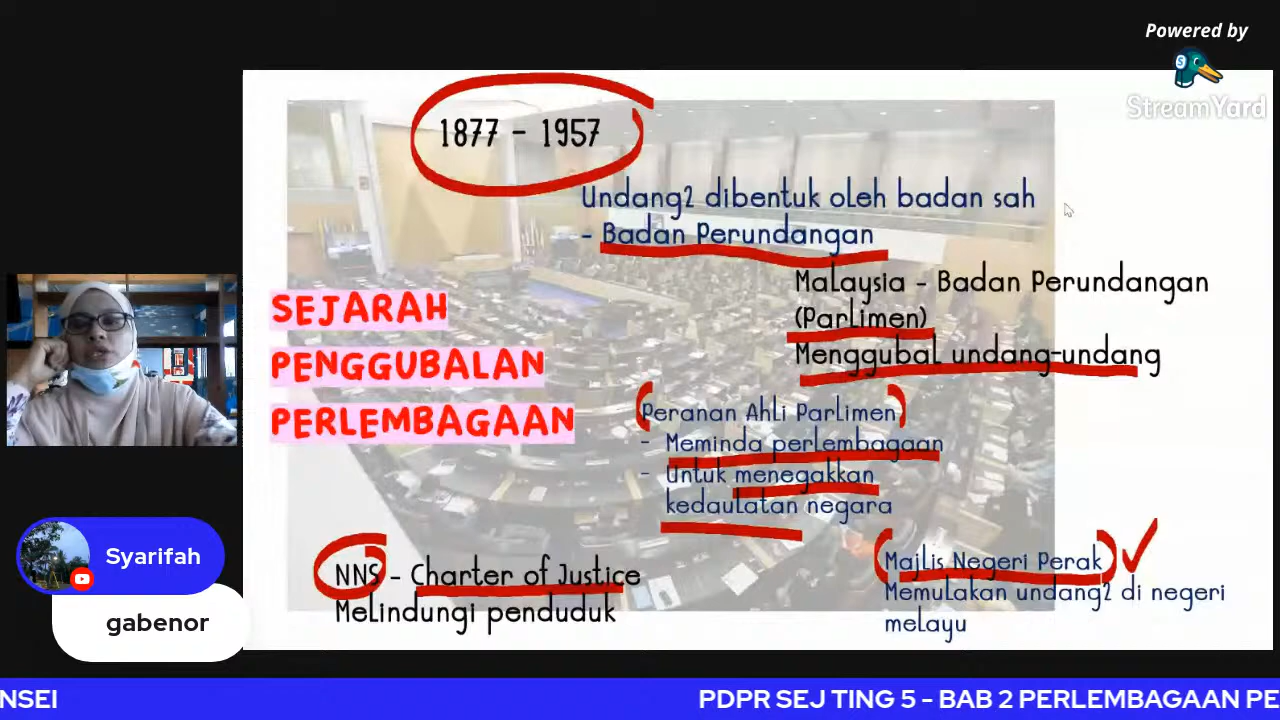 Powered by
StreamYard
1877 - 1957
Undang2 dibentuk oleh badan sah
- Badan Perundangan
Malaysia - Badan Perundangan
(Parlimen)
Menggubal undang-undang
SEJARAH
PENGGUBALAN
PERLEMBAGAAN
Peranan Ahli Parlimen
- Meminda perlembagaan
- Untuk menegakkan
kedaulatan negara
NNS - Charter of Justice
Melindungi penduduk
Majlis Negeri Perak
Memulakan undang2 di negeri
melayu
Syarifah
gabenor
NSEI
PDPR SEJ TING 5 - BAB 2 PERLEMBAGAAN PE